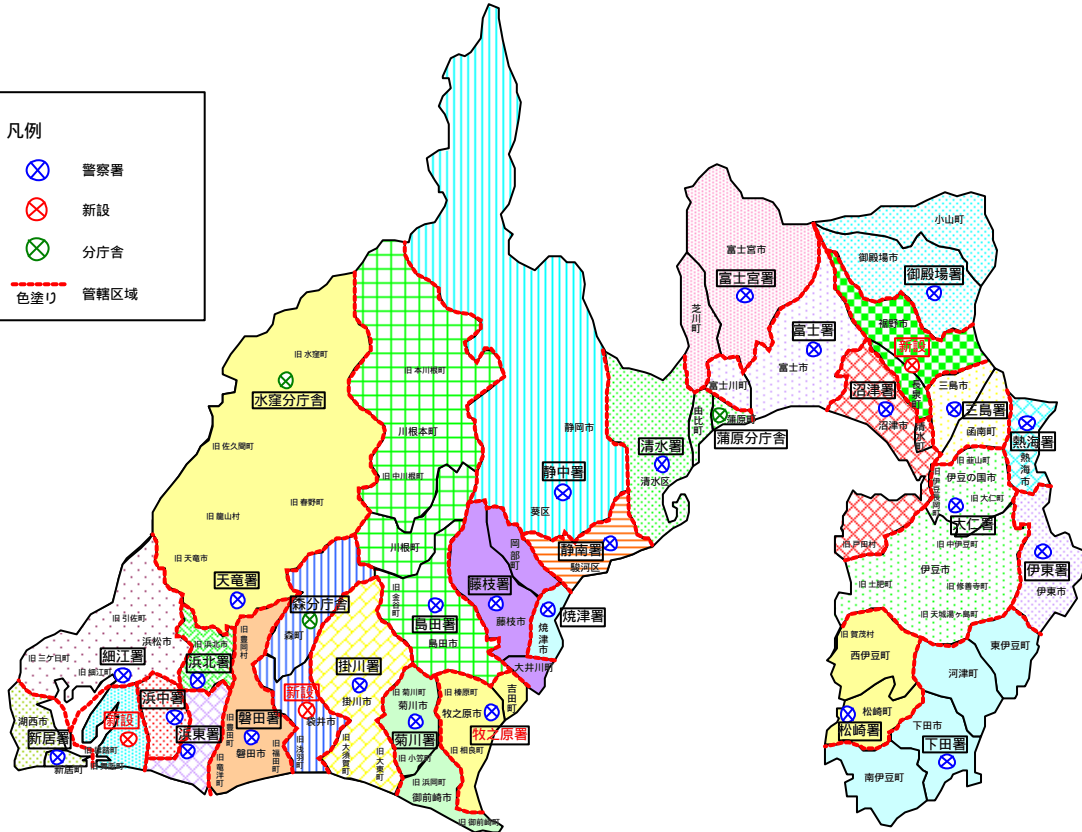 凡例
警察署
新設
分庁舎
色塗り
管轄区域
小山町
御殿場市
御殿場署
富士宮市
富士宮署
芝川町
富士署
富士市
富士川町
裾野市
新設
長泉町
清水町
沼津署
沼津市
三島市
三島署
函南町
熱海署
熱海市
旧 韮山町
伊豆の国市
旧 伊豆長岡町
旧 大仁町
大仁署
旧 戸田村
旧 中伊豆町
伊豆市
旧 土肥町
旧 修善寺町
旧 天城湯ヶ島町
伊東署
伊東市
旧 賀茂村
西伊豆町
東伊豆町
河津町
松崎町
松崎署
下田市
下田署
南伊豆町
由比町
蒲原町
蒲原分庁舎
清水署
清水区
静岡市
静中署
葵区
静南署
駿河区
旧 本川根町
川根本町
旧 中川根町
川根町
岡部町
藤枝署
藤枝市
焼津署
焼津市
大井川町
旧 金谷町
島田署
島田市
旧 水窪町
水窪分庁舎
旧 佐久間町
旧 春野町
旧 龍山村
旧 天竜市
天竜署
森分庁舎
森町
旧 豊岡村
旧 引佐町
浜松市
旧 浜北市
浜北署
旧 三ケ日町
細江署
旧 細江町
浜中署
浜東署
新設
湖西市
新居署
新居町
磐田署
磐田市
旧 豊田町
旧 竜洋町
旧 福田町
新設
袋井市
旧 浅羽町
掛川署
掛川市
旧 大須賀町
旧 大東町
旧 菊川町
菊川市
菊川署
旧 小笠町
旧 浜岡町
御前崎市
旧 御前崎町
旧 榛原町
吉田町
牧之原市
牧之原署
旧 相良町